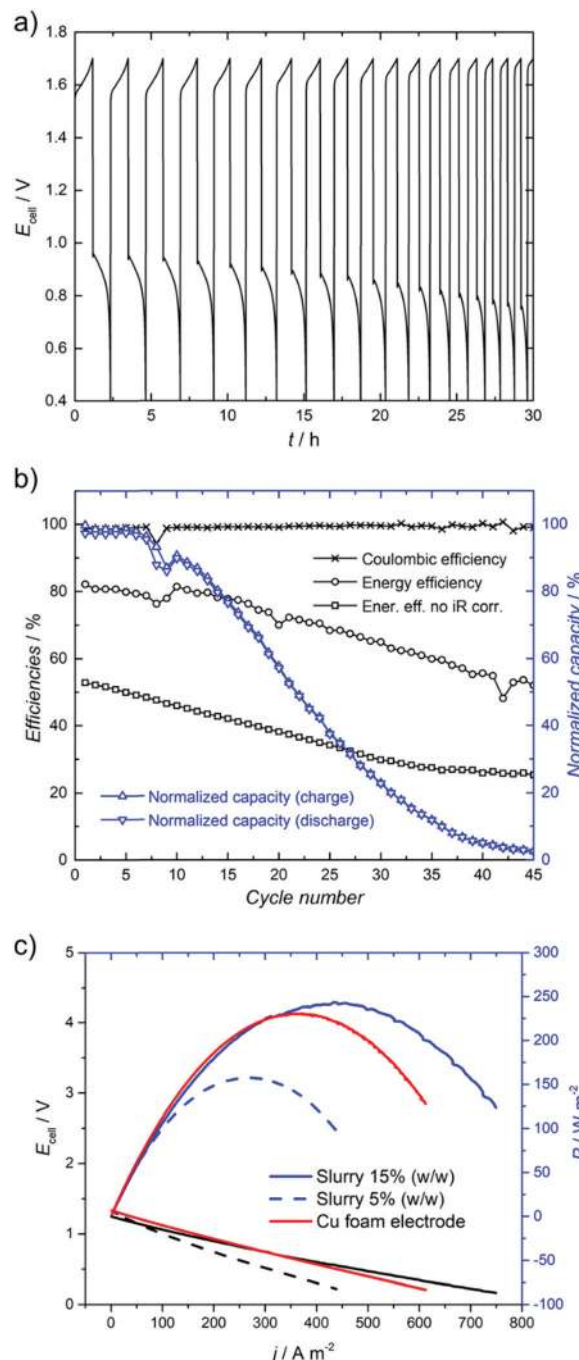 a)
1.8
1.6
1.4
1.2
1.0
0.8
0.6
0.4
E cell / V
0 5 10 15 20 25 30
t / h
b)
100
80
60
40
20
0
Efficiencies / %
100
80
60
40
20
0
Normalized capacity / %
Coulombic efficiency
Energy efficiency
Ener. eff. no iR corr.
Normalized capacity (charge)
Normalized capacity (discharge)
0 5 10 15 20 25 30 35 40 45
Cycle number
c)
5
4
3
2
1
0
E cell / V
300
250
200
150
100
50
0
-50
-100
P / W m⁻²
Slurry 15% (w/w)
Slurry 5% (w/w)
Cu foam electrode
0 100 200 300 400 500 600 700 800
j / A m⁻²